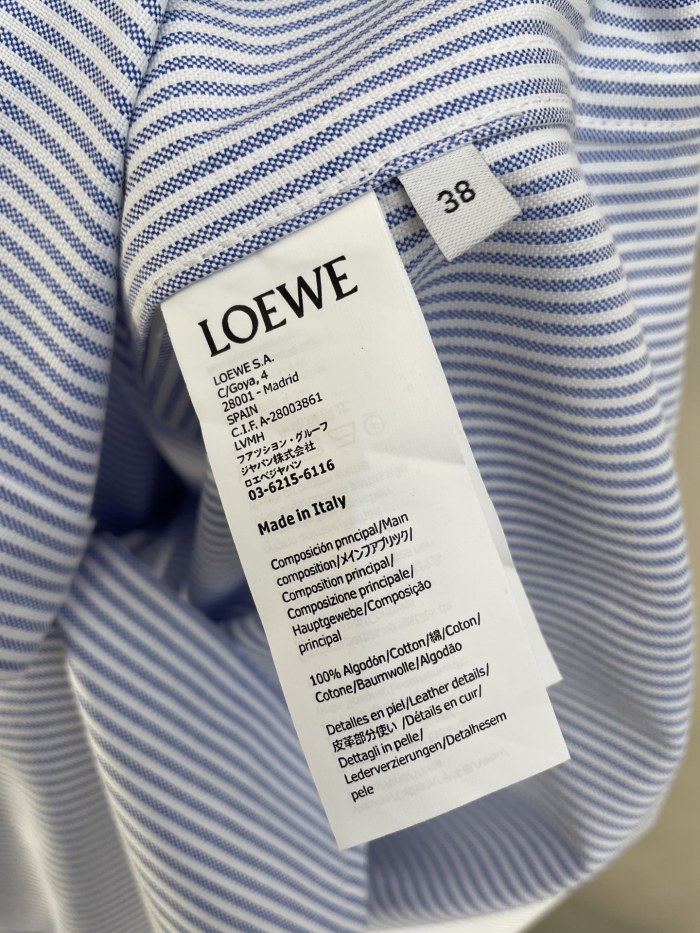 38
LOEWE
LOEWE S.A.
C/Goya, 4
28001 - Madrid
SPAIN
C.I.F. A-28003861
LVMH
ファッション・グループ
ジャパン株式会社
ロエベジャパン
03-6215-6116
Made in Italy
Composición principal/Main
composition/メインファブリック/
Composition principal/
Composizione principale/
Hauptgewebe/Composição
principal
100% Algodón/Cotton/綿/Coton/
Cotone/Baumwolle/Algodão
Detalles en piel/Leather details/
皮革部分使い /Détails en cuir/
Dettagli in pelle/
Lederverzierungen/Detalhesem
pele